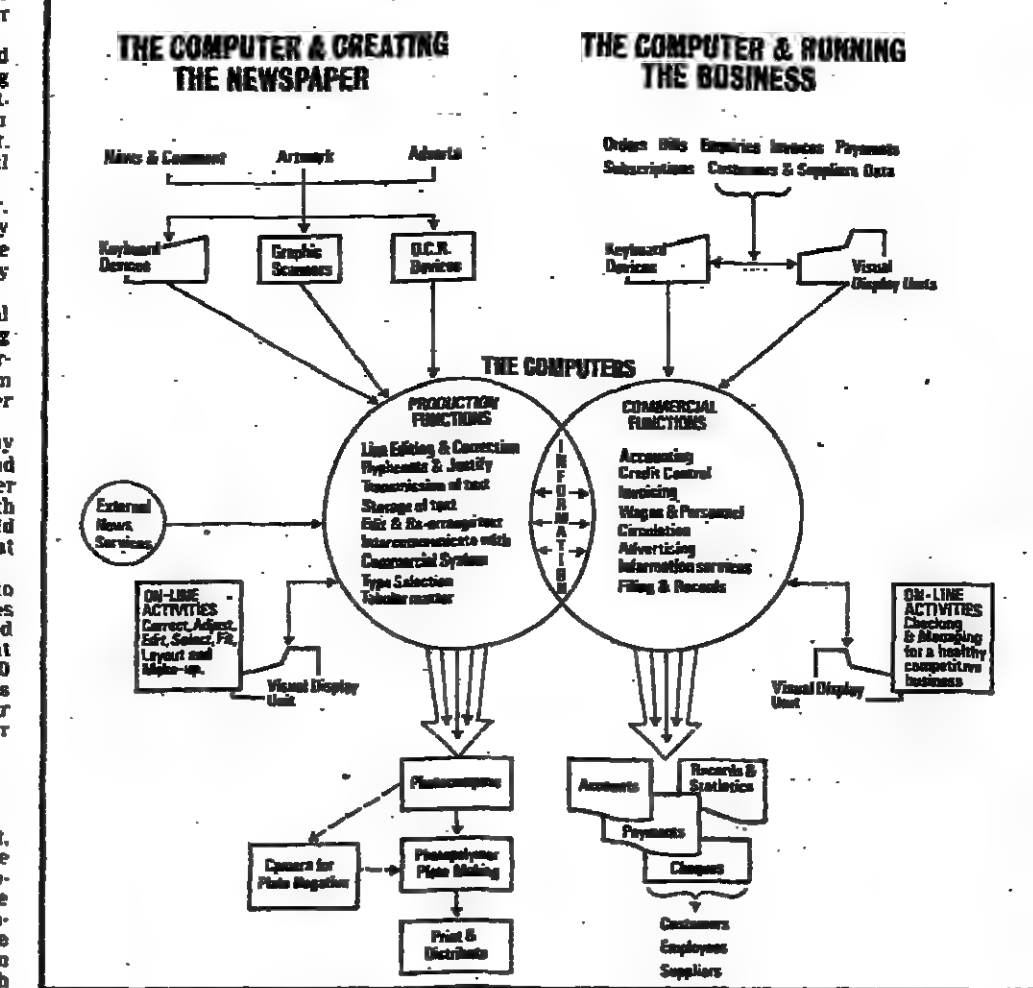 THE COMPUTER & CREATING
THE NEWSPAPER
THE COMPUTER & RUNNING
THE BUSINESS
News & Comment
Artwork
Adverts
Orders Bills Enquiries Invoices Payments
Subscriptions Customers & Suppliers Data
Keyboard
Devices
Graphic
Scanners
O.C.R.
Devices
Keyboard
Devices
Visual
Display Units
THE COMPUTERS
PRODUCTION
FUNCTIONS
Line Editing & Correction
Hyphenate & Justify
Transmission of text
Storage of text
Edit & Re-arrange text
Intercommunicate with
Commercial System
Type Selection
Tabular matter
INFORMATION
COMMERCIAL
FUNCTIONS
Accounting
Credit Control
Invoicing
Wages & Personnel
Circulation
Advertising
Information services
Filing & Records
External
News
Services
ON-LINE
ACTIVITIES
Correct, Adjust,
Edit, Select, Fit,
Layout and
Make-up.
Visual Display
Unit
Visual Display
Unit
ON-LINE
ACTIVITIES
Checking
& Managing
for a healthy
competitive
business
Photocompose
Camera for
Plate Negative
Photopolymer
Plate Making
Print &
Distribute
Accounts
Records &
Statistics
Payments
Cheques
Customers
Employees
Suppliers